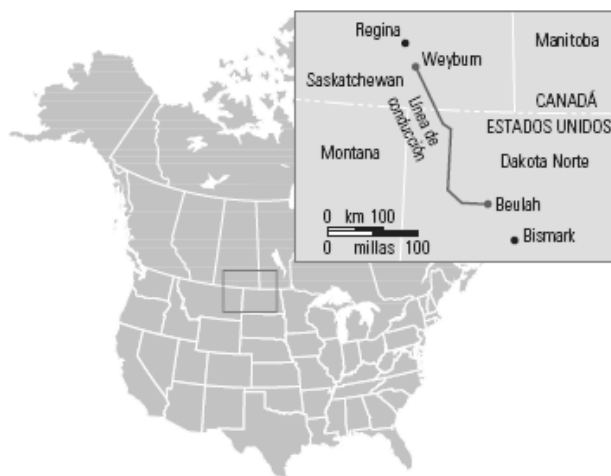 Regina
Manitoba
Weyburn
Saskatchewan
CANADÁ
Línea de
conducción
ESTADOS UNIDOS
Montana
Dakota Norte
Beulah
0 km 100
0 millas 100
Bismark